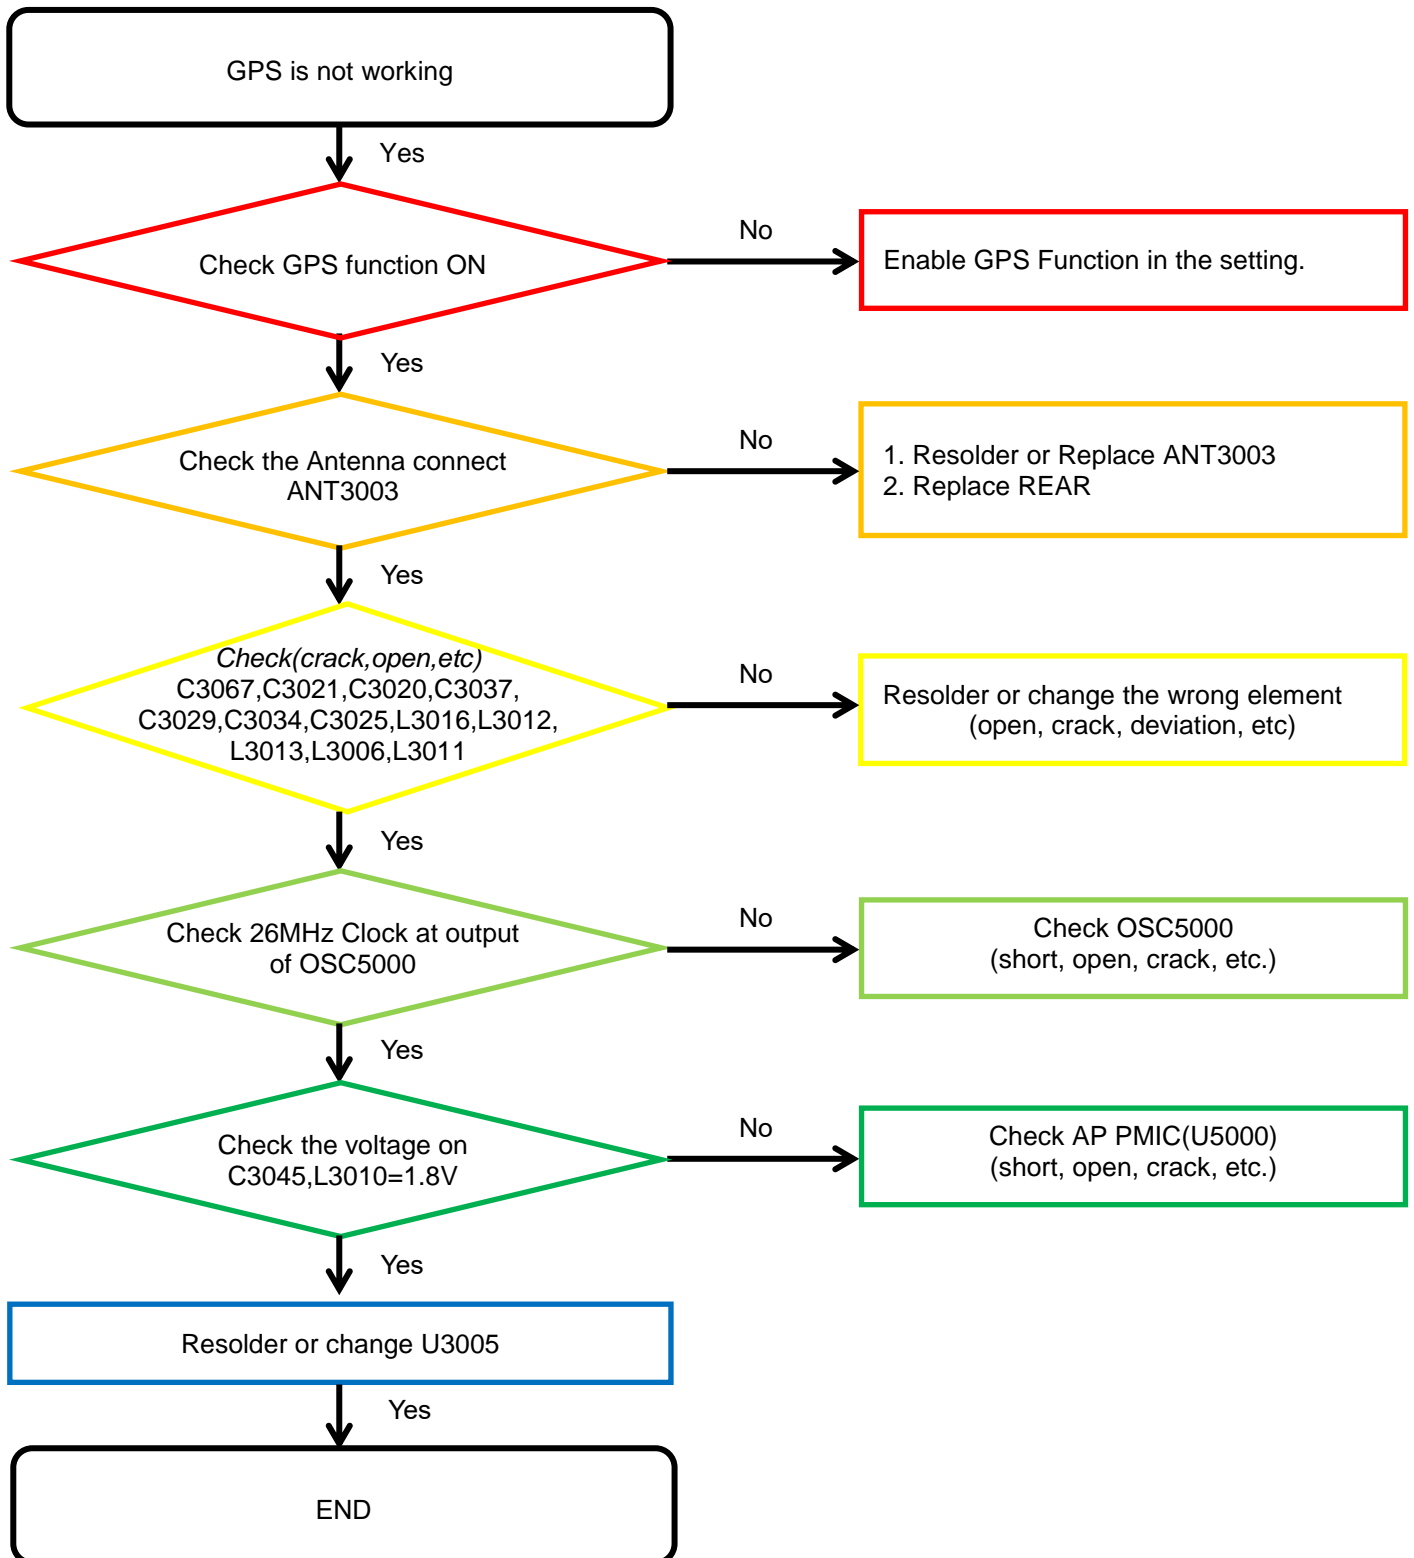 GPS is not working
Yes
Check GPS function ON
No
Enable GPS Function in the setting.
Yes
Check the Antenna connect
ANT3003
No
1. Resolder or Replace ANT3003
2. Replace REAR
Yes
Check(crack,open,etc)
C3067,C3021,C3020,C3037,
C3029,C3034,C3025,L3016,L3012,
L3013,L3006,L3011
No
Resolder or change the wrong element
(open, crack, deviation, etc)
Yes
Check 26MHz Clock at output
of OSC5000
No
Check OSC5000
(short, open, crack, etc.)
Yes
Check the voltage on
C3045,L3010=1.8V
No
Check AP PMIC(U5000)
(short, open, crack, etc.)
Yes
Resolder or change U3005
Yes
END